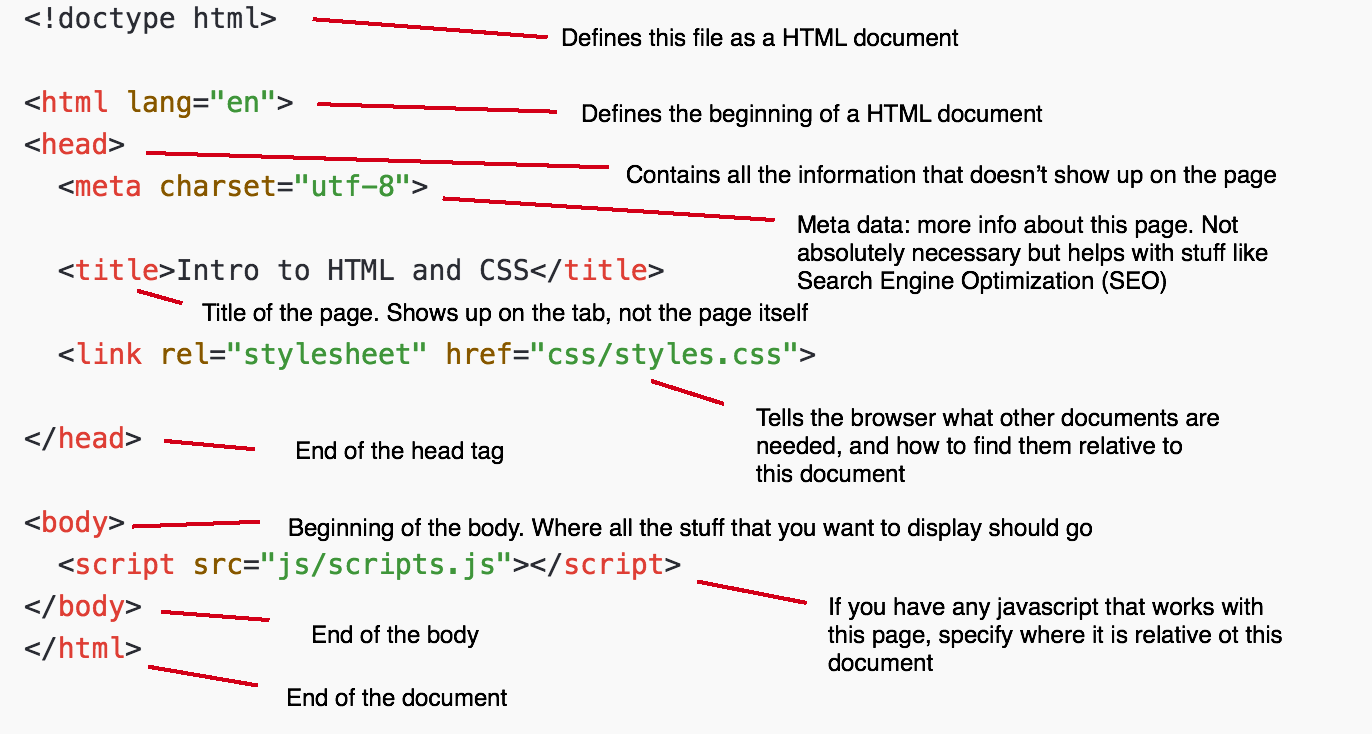 <!doctype html>
Defines this file as a HTML document
<html lang="en">
Defines the beginning of a HTML document
<head>
Contains all the information that doesn’t show up on the page
<meta charset="utf-8">
Meta data: more info about this page. Not
absolutely necessary but helps with stuff like
Search Engine Optimization (SEO)
<title>Intro to HTML and CSS</title>
Title of the page. Shows up on the tab, not the page itself
<link rel="stylesheet" href="css/styles.css">
Tells the browser what other documents are
needed, and how to find them relative to
this document
</head>
End of the head tag
<body>
Beginning of the body. Where all the stuff that you want to display should go
<script src="js/scripts.js"></script>
If you have any javascript that works with
this page, specify where it is relative ot this
document
</body>
End of the body
</html>
End of the document